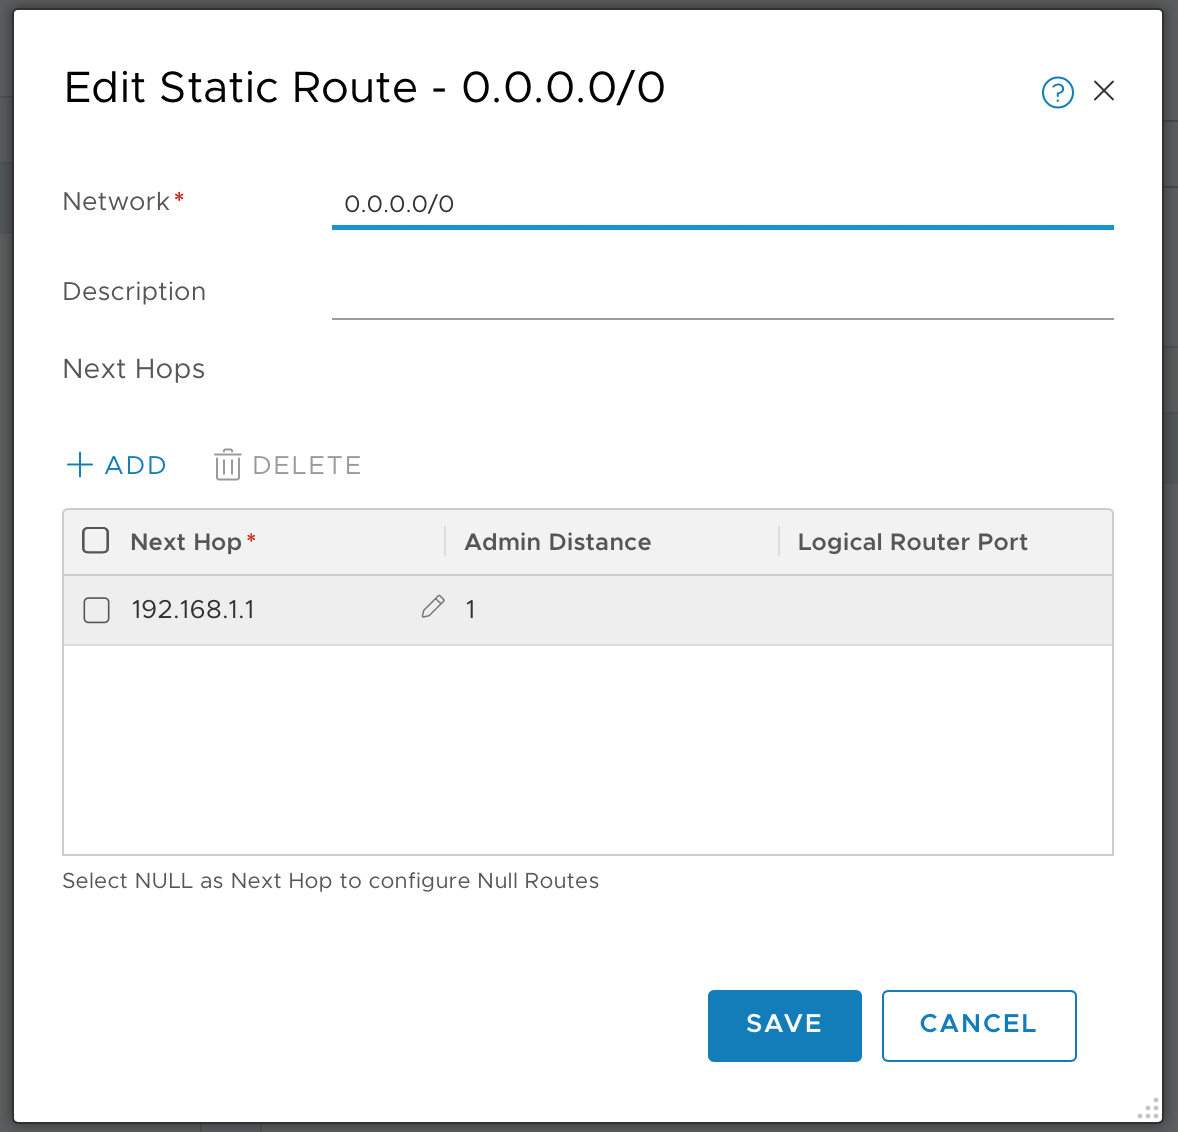 Edit Static Route - 0.0.0.0/0
?
Network*
0.0.0.0/0
Description
Next Hops
+ ADD
DELETE
Next Hop* Admin Distance Logical Router Port
192.168.1.1 1
Select NULL as Next Hop to configure Null Routes
SAVE CANCEL